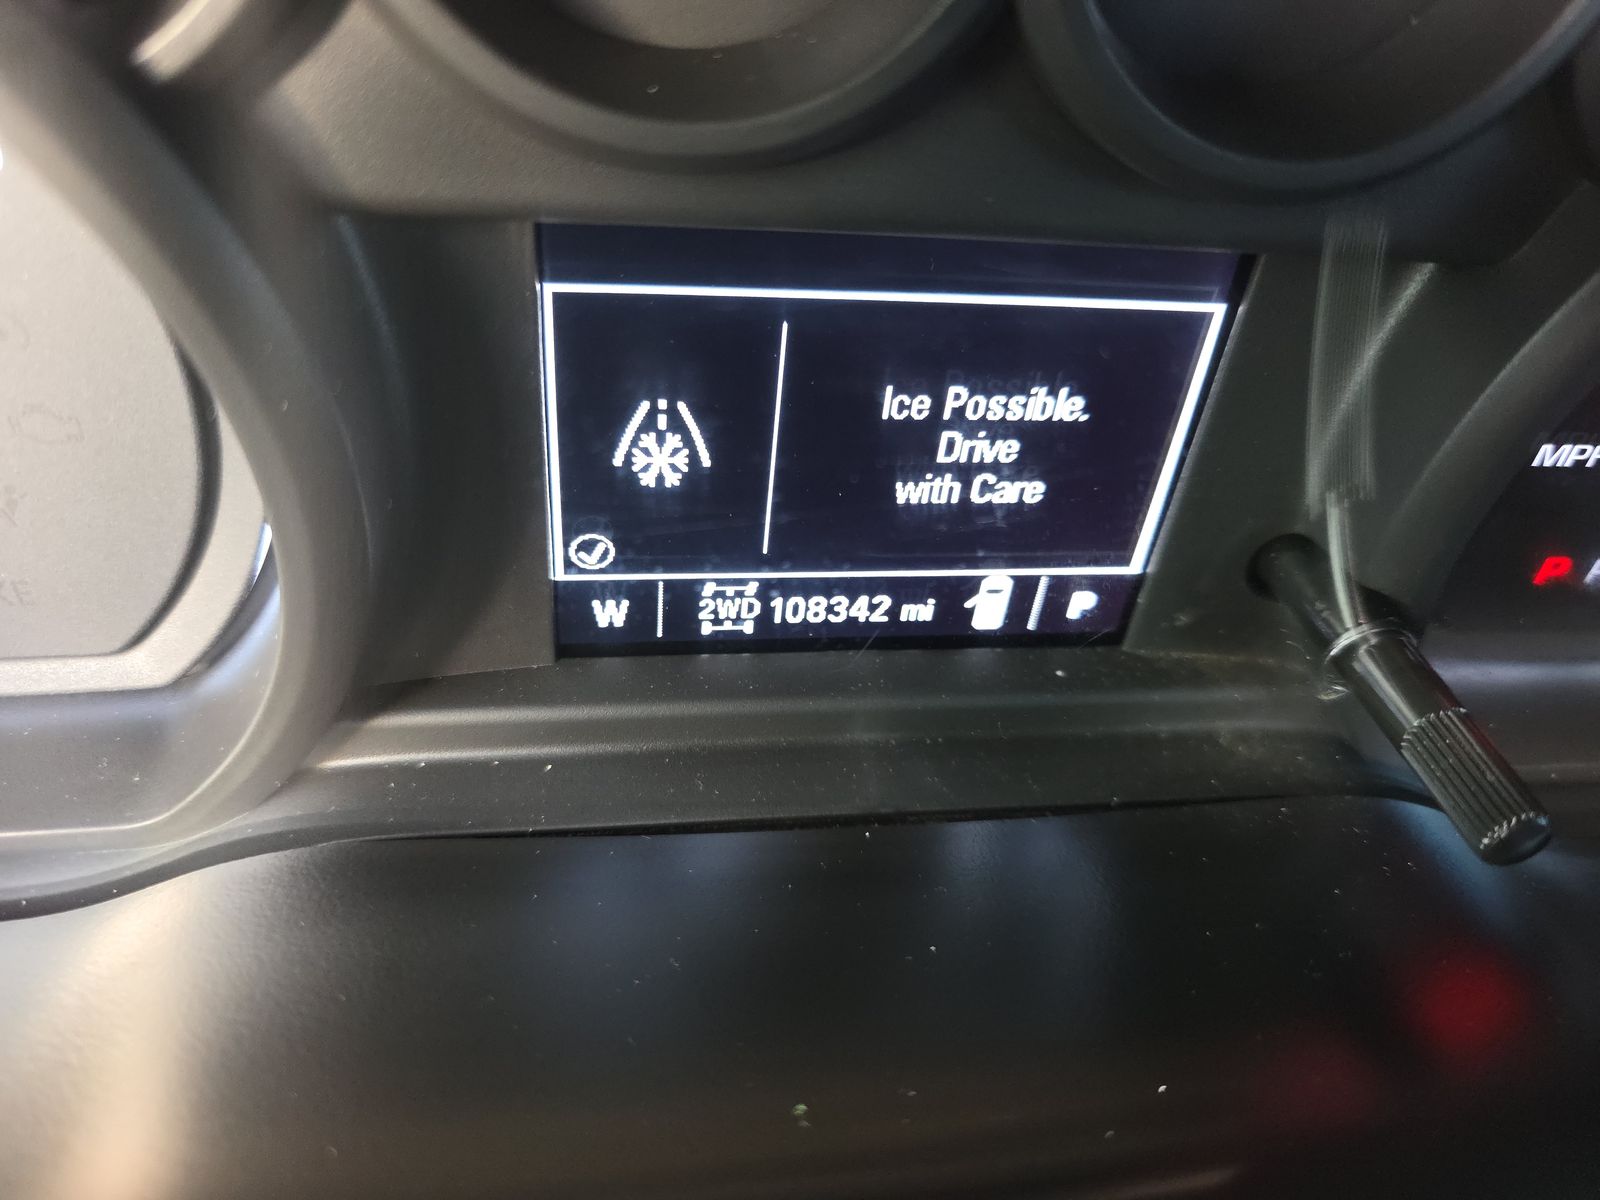 Ice Possible.
Drive
with Care
W 2WD 108342 mi P
MPH
P